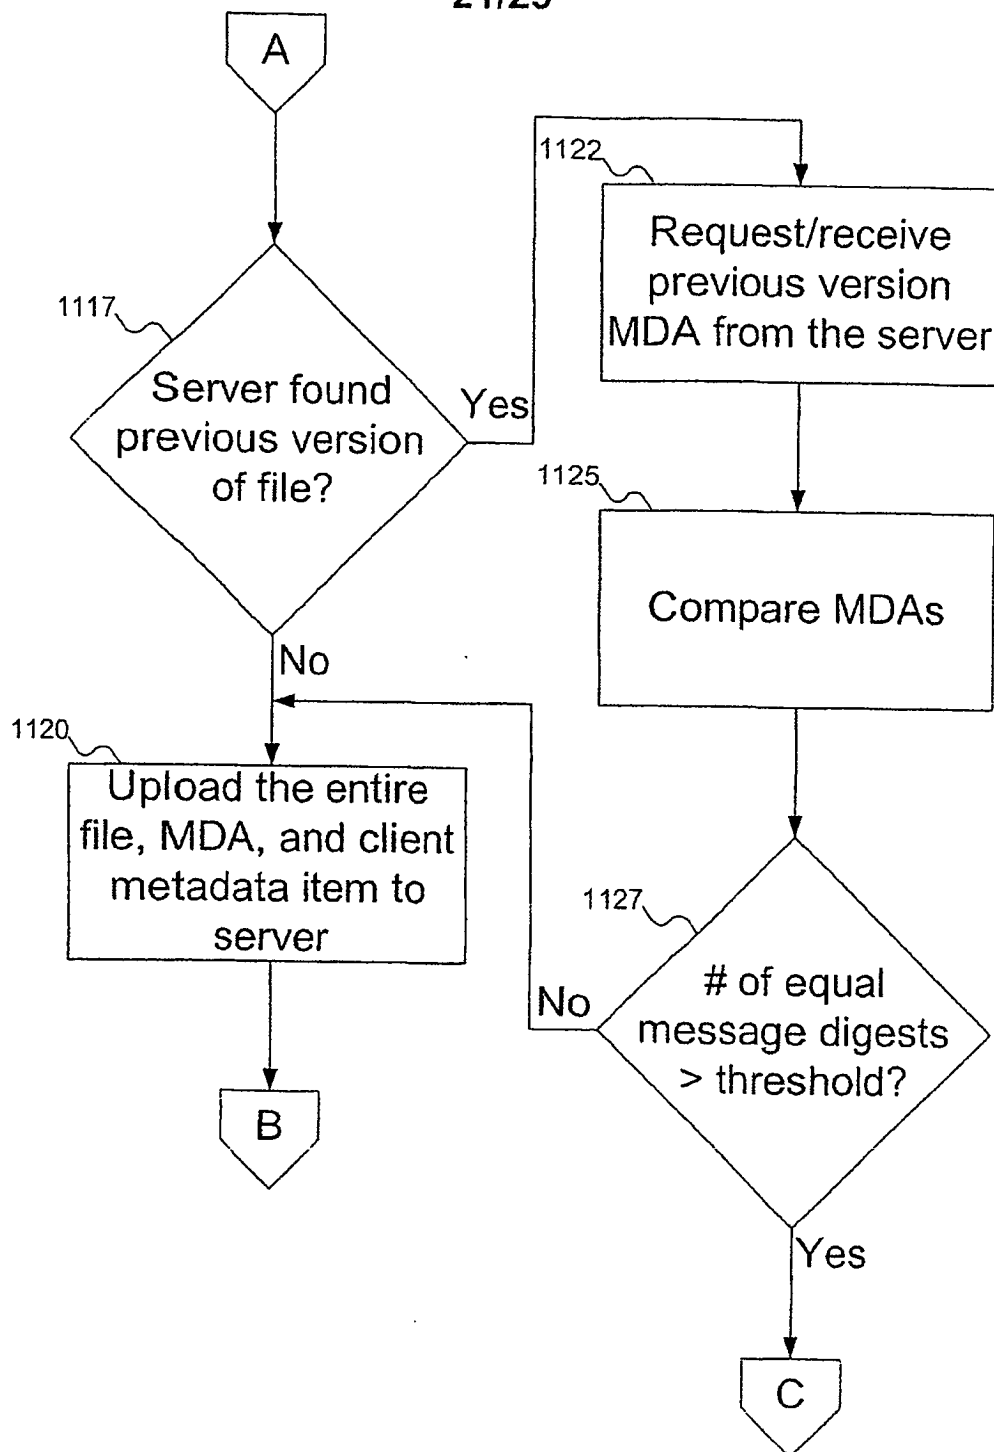 A
1122
Request/receive
previous version
MDA from the server
1117
Server found
previous version
of file?
Yes
1125
Compare MDAs
No
1120
Upload the entire
file, MDA, and client
metadata item to
server
1127
# of equal
message digests
> threshold?
No
B
Yes
C